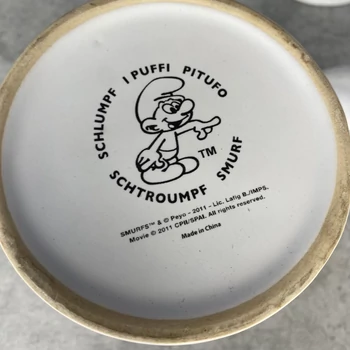 SCHLUMPF I PUFFI PITUFO
SCHTROUMPF SMURF
TM
SMURFS™ & © Peyo - 2011 - Lic. Lafig B./IMPS.
Movie © 2011 CPII/SPAI. All rights reserved.
Made in China